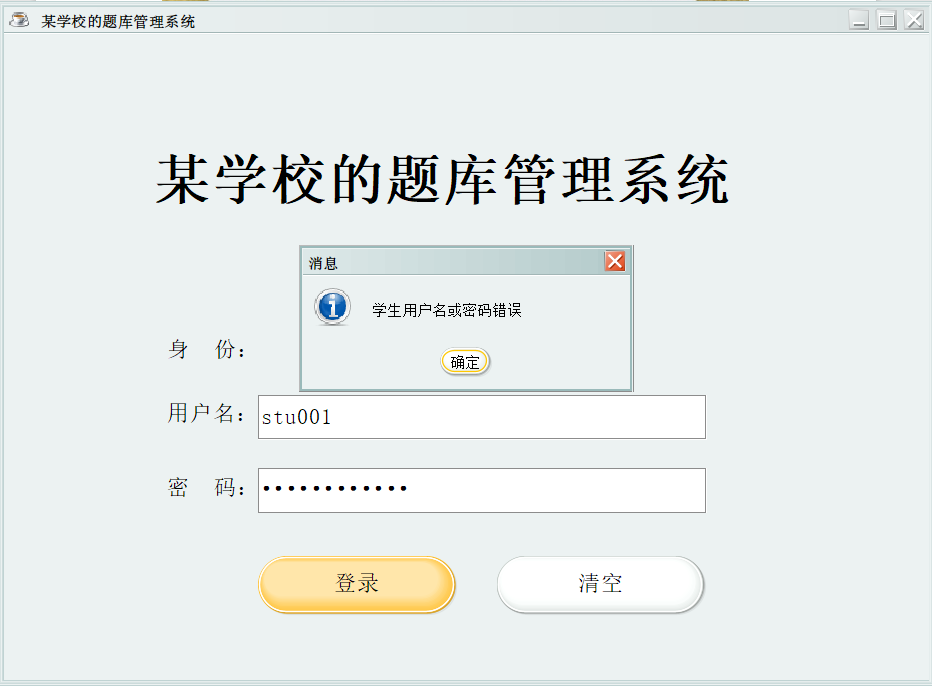 某学校的题库管理系统
某学校的题库管理系统
消息
学生用户名或密码错误
确定
身 份：
用户名： stu001
密 码： ••••••••••••
登录 清空